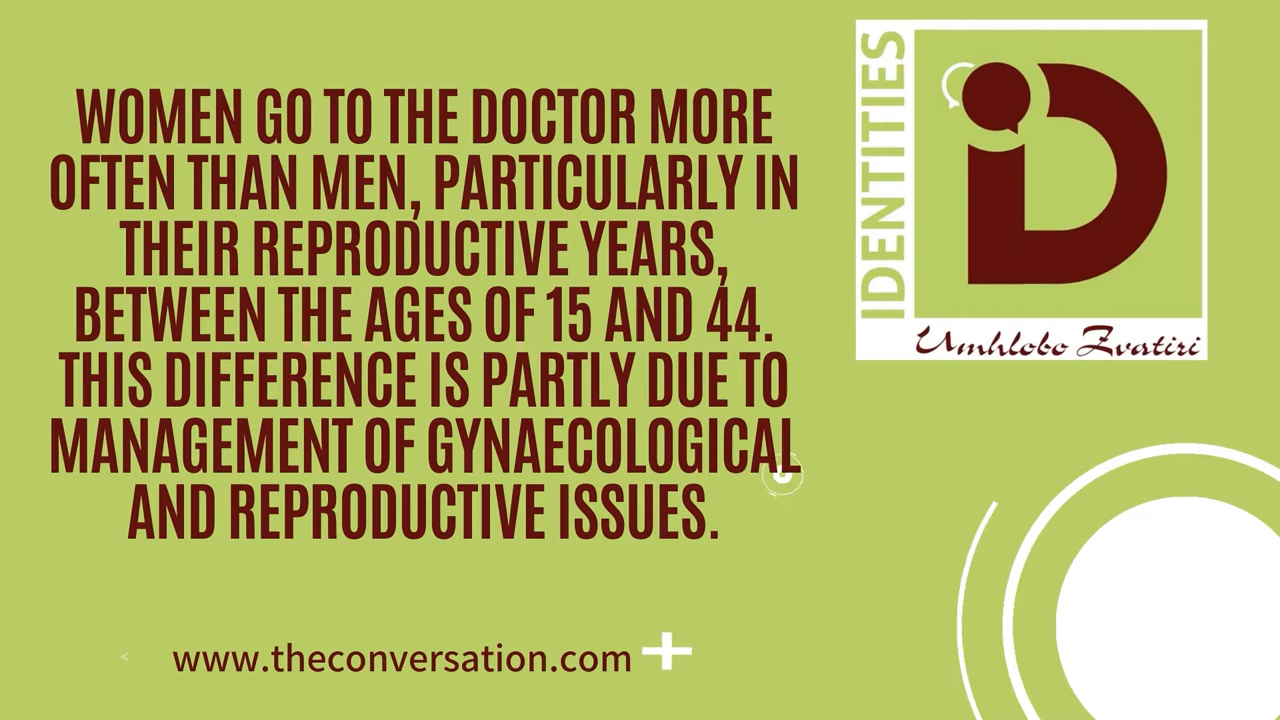 WOMEN GO TO THE DOCTOR MORE
OFTEN THAN MEN, PARTICULARLY IN
THEIR REPRODUCTIVE YEARS,
BETWEEN THE AGES OF 15 AND 44.
THIS DIFFERENCE IS PARTLY DUE TO
MANAGEMENT OF GYNAECOLOGICAL
AND REPRODUCTIVE ISSUES.
www.theconversation.com
IDENTITIES
iD
Umhlobo Zvatiri